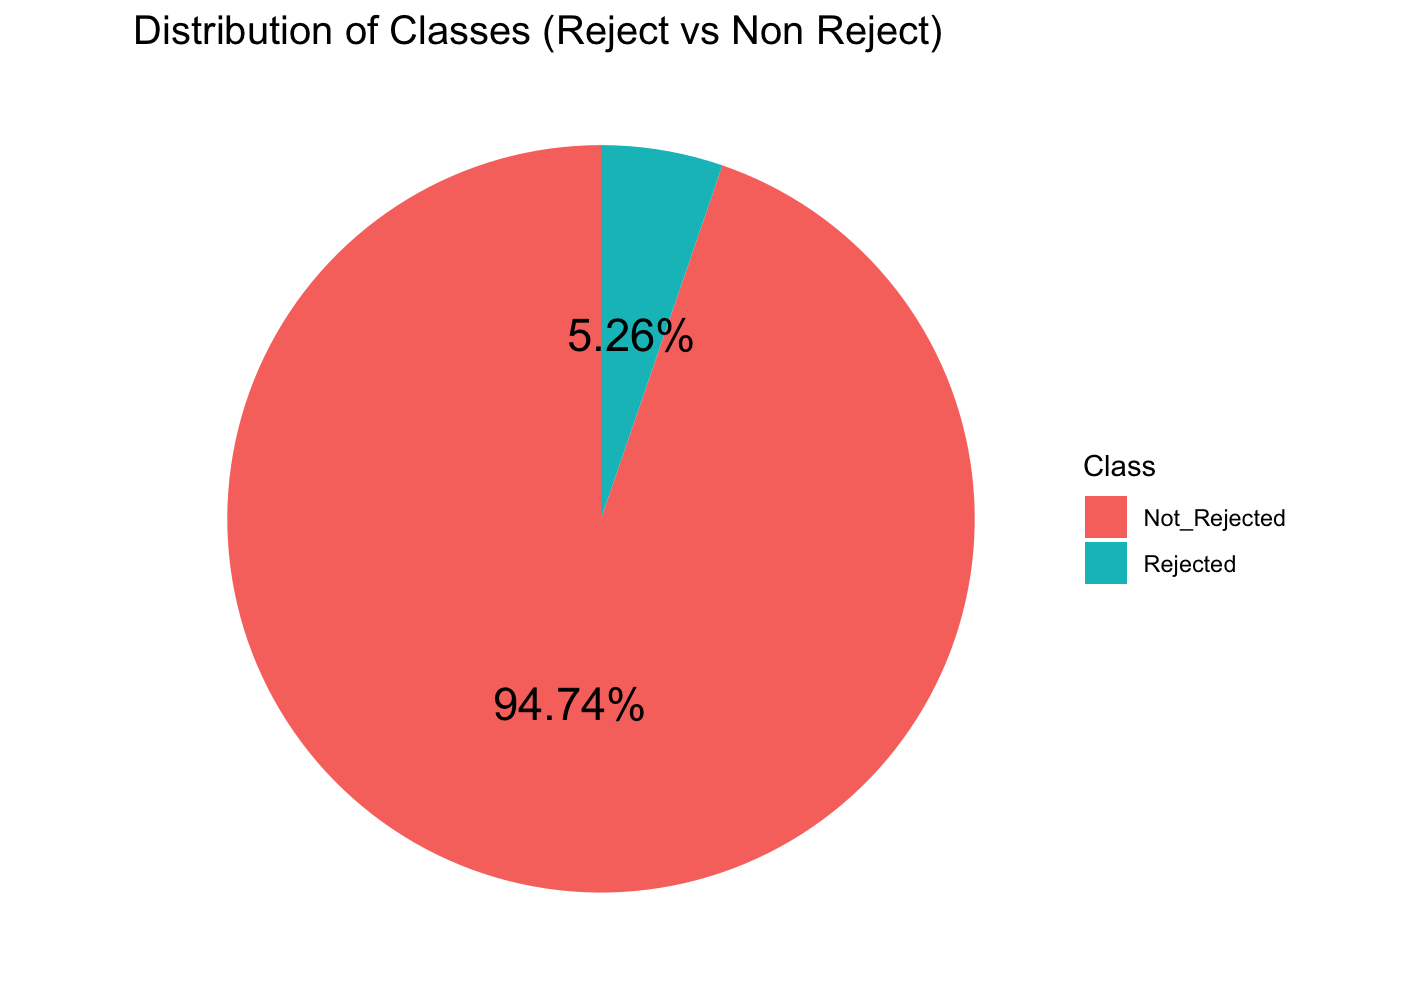 Distribution of Classes (Reject vs Non Reject)
5.26%
94.74%
Class
Not_Rejected
Rejected